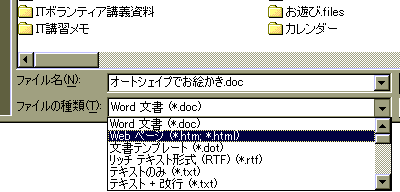 ITボランティア講義資料
お遊び.files
IT講習メモ
カレンダー
ファイル名(N):
オートシェイプでお絵かき.doc
ファイルの種類(T):
Word 文書 (*.doc)
Word 文書 (*.doc)
Web ページ (*.htm; *.html)
文書テンプレート (*.dot)
リッチ テキスト形式 (RTF) (*.rtf)
テキストのみ (*.txt)
テキスト + 改行 (*.txt)